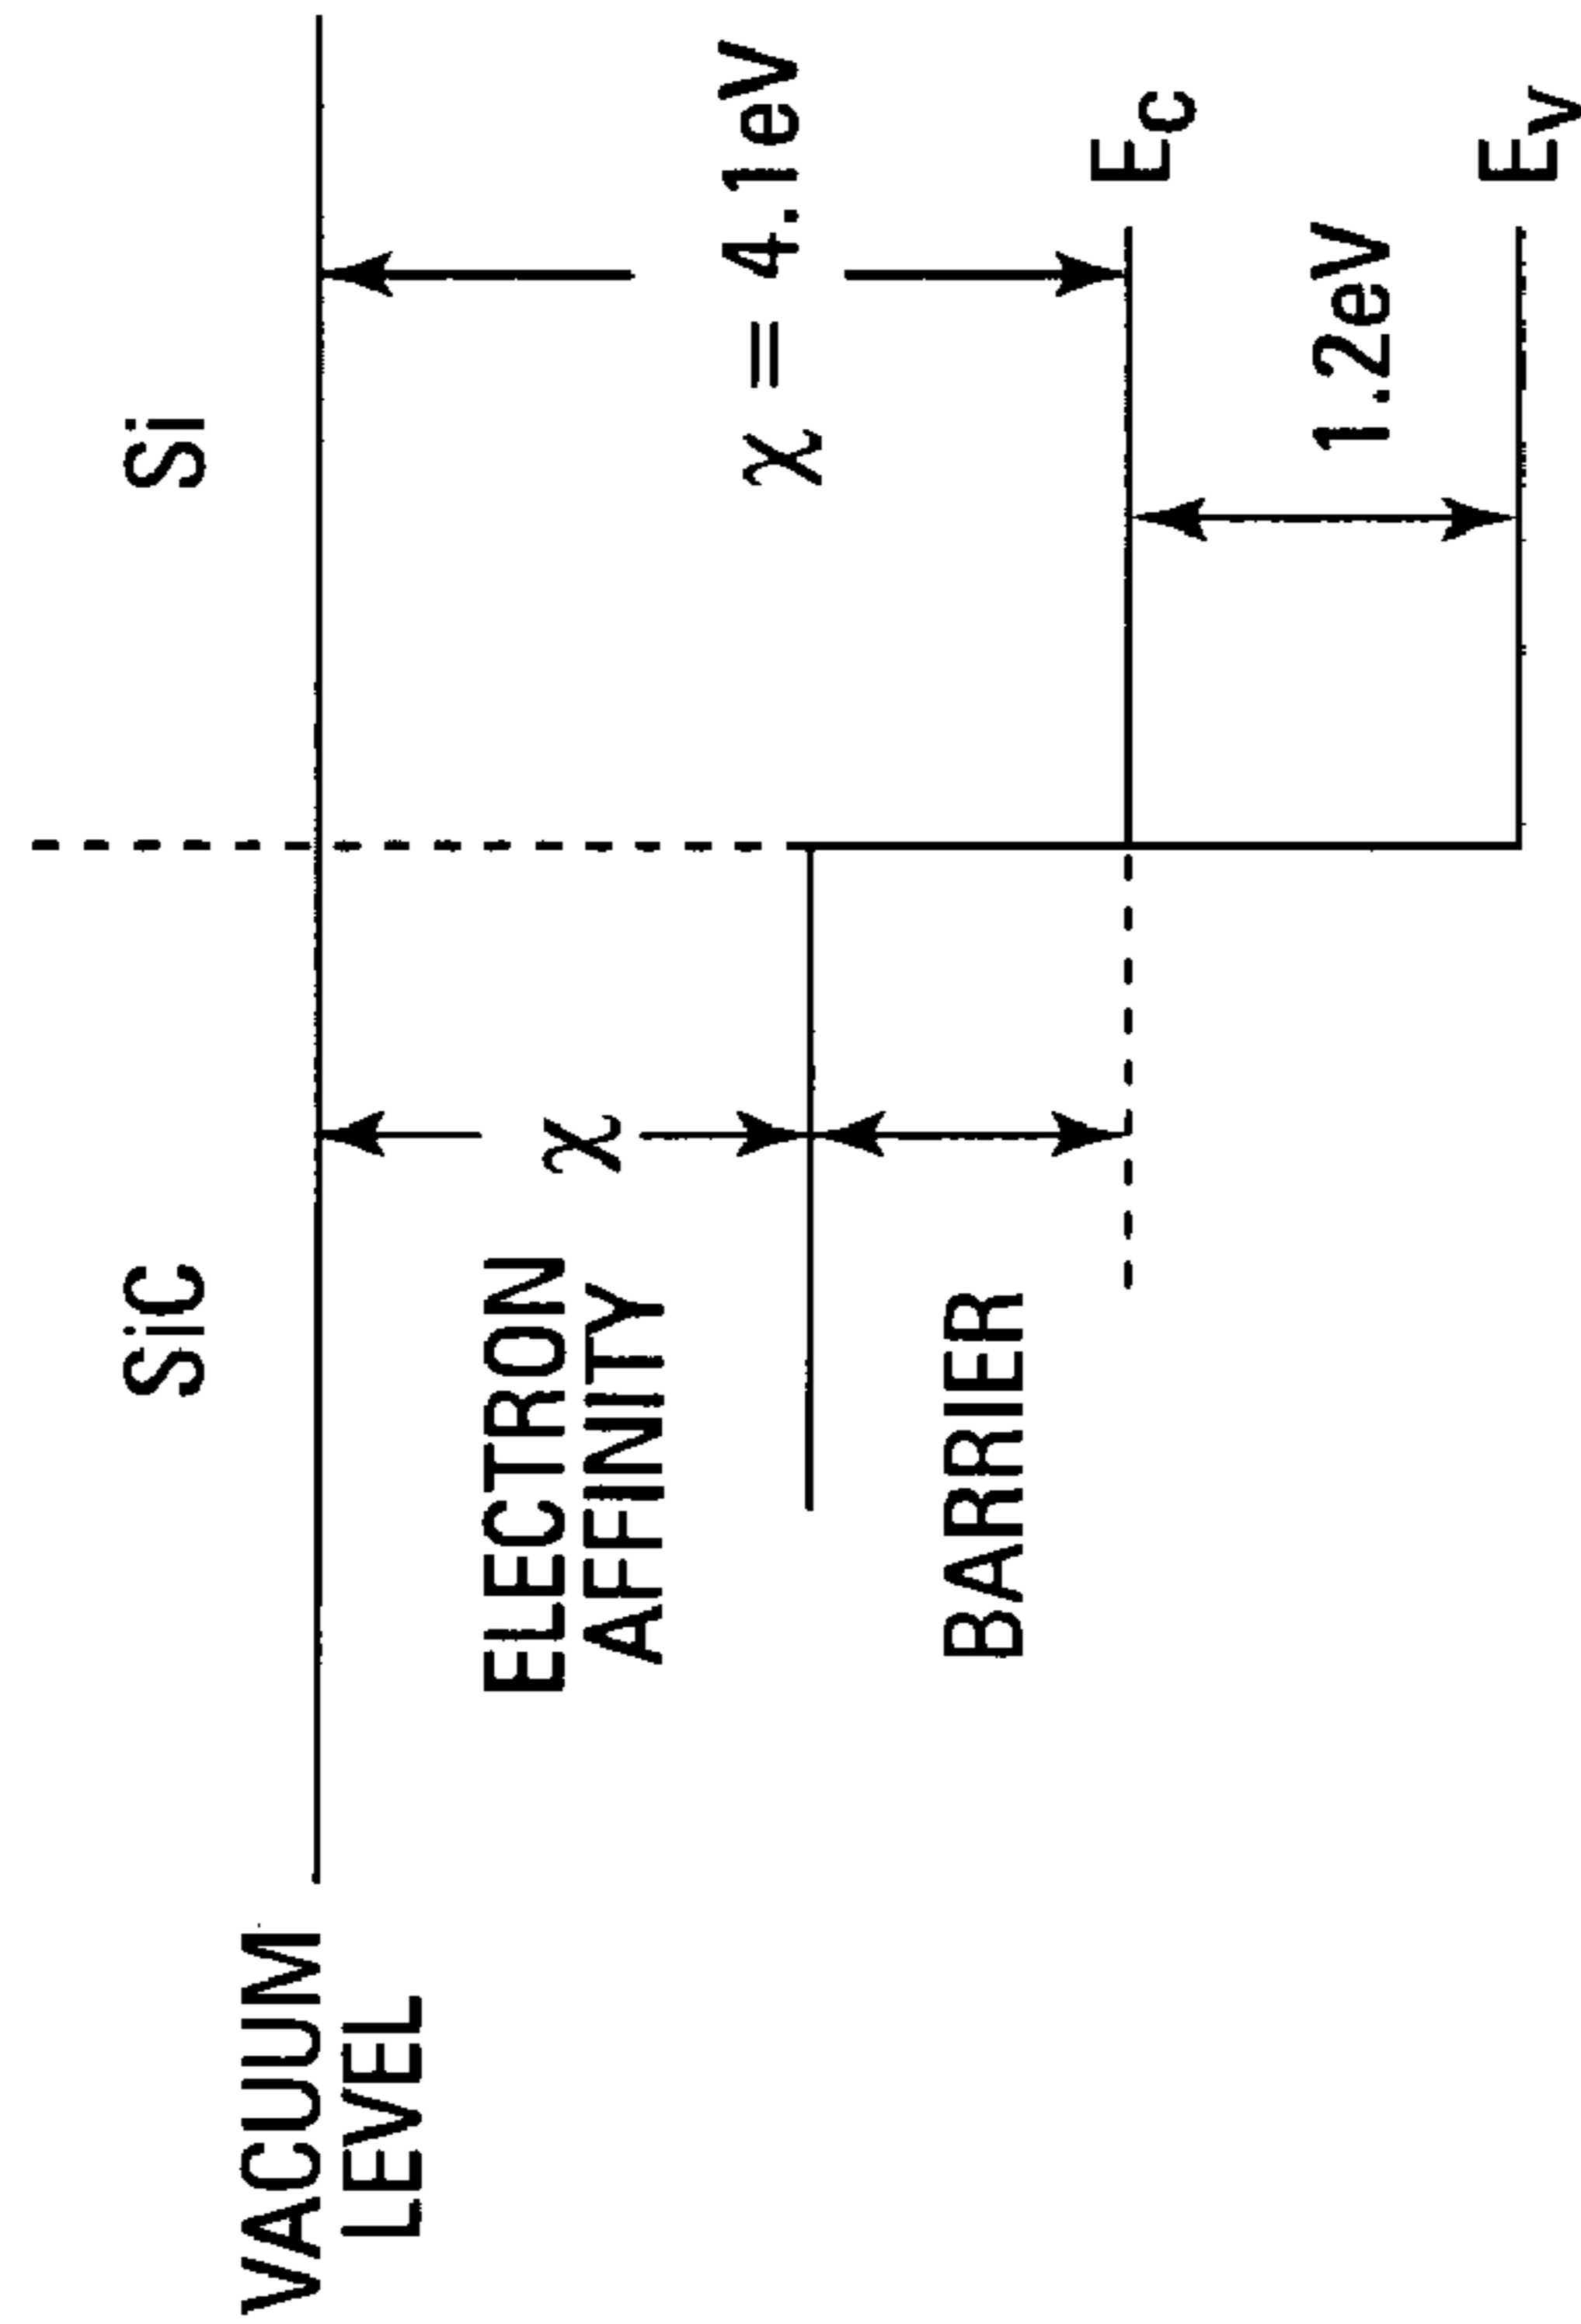 SiC
Si
VACUUM
LEVEL
ELECTRON
AFFINITY
χ
χ = 4.1eV
BARRIER
EC
1.2eV
EV